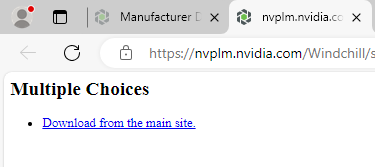 Manufacturer D
nvplm.nvidia.co
https://nvplm.nvidia.com/Windchill/s
Multiple Choices
Download from the main site.